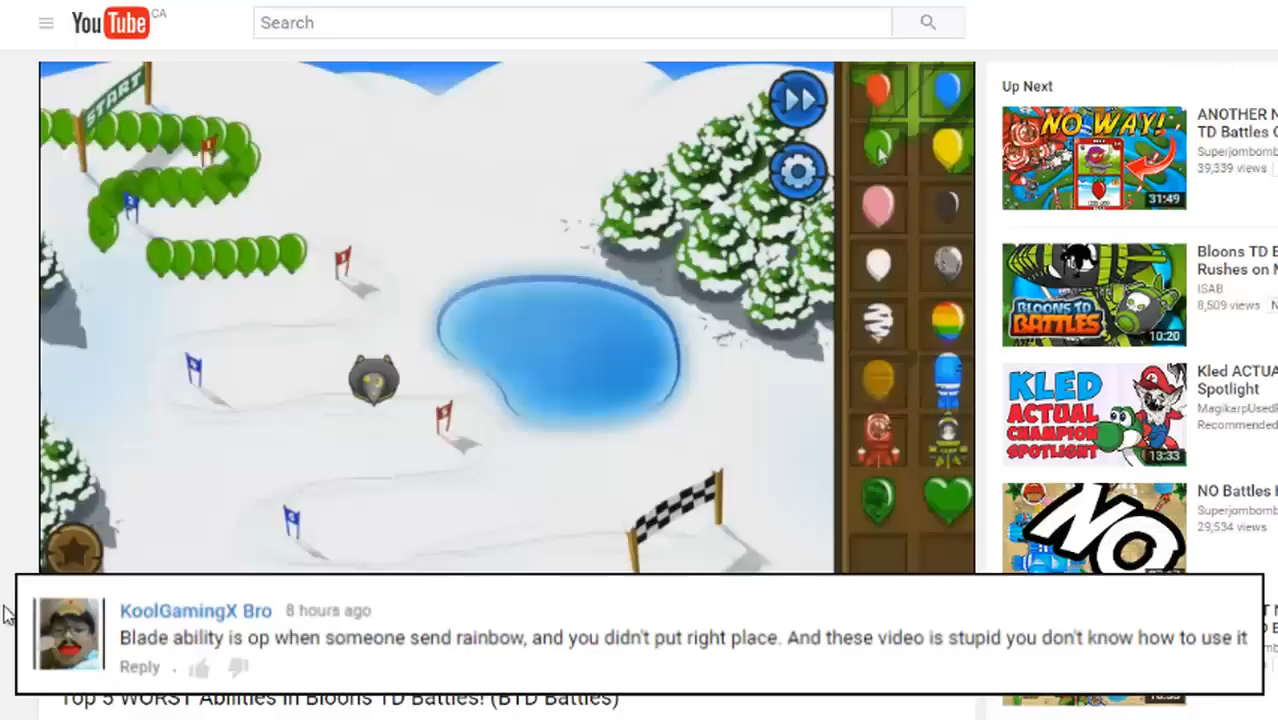 YouTube CA
Search
START
Up Next
NO WAY!
31:49
ANOTHER N
TD Battles
Superjombomb
39,339 views
BLOONS TD
BATTLES
10:20
Bloons TD B
Rushes on N
ISAB
8,509 views
KLED
ACTUAL
CHAMPION
SPOTLIGHT
13:33
Kled ACTUA
Spotlight
MagikarpUsed
Recommended
NO
NO Battles
Superjombomb
29,534 views
KoolGamingX Bro 8 hours ago
Blade ability is op when someone send rainbow, and you didn't put right place. And these video is stupid you don't know how to use it
Reply
Top 5 WORST Abilities In Bloons TD Battles! (BTD Battles)